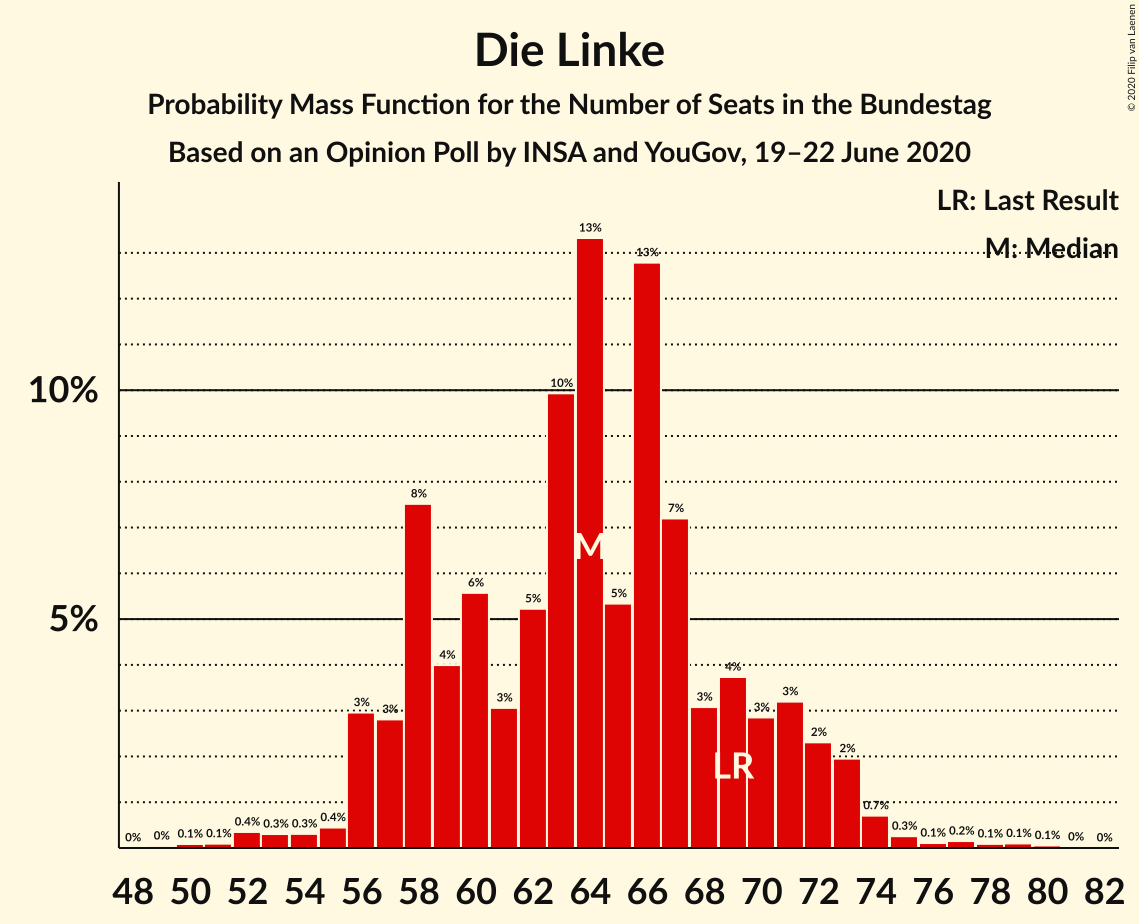 Die Linke
Probability Mass Function for the Number of Seats in the Bundestag
Based on an Opinion Poll by INSA and YouGov, 19–22 June 2020
© 2020 Filip van Laenen
LR: Last Result
M: Median
10%
5%
0% 0% 0.1% 0.1% 0.4% 0.3% 0.3% 0.4% 3% 3% 8% 4% 6% 3% 5% 10% 13% 5% 13% 7% 3% 4% 3% 3% 2% 2% 0.7% 0.3% 0.1% 0.2% 0.1% 0.1% 0.1% 0% 0%
M
LR
48 50 52 54 56 58 60 62 64 66 68 70 72 74 76 78 80 82